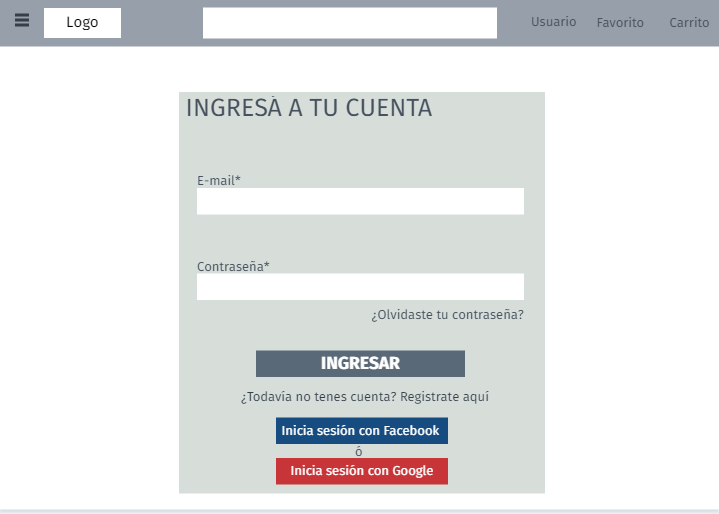 Logo
Usuario Favorito Carrito
INGRESÁ A TU CUENTA
E-mail*
Contraseña*
¿Olvidaste tu contraseña?
INGRESAR
¿Todavía no tenes cuenta? Registrate aquí
Inicia sesión con Facebook
ó
Inicia sesión con Google